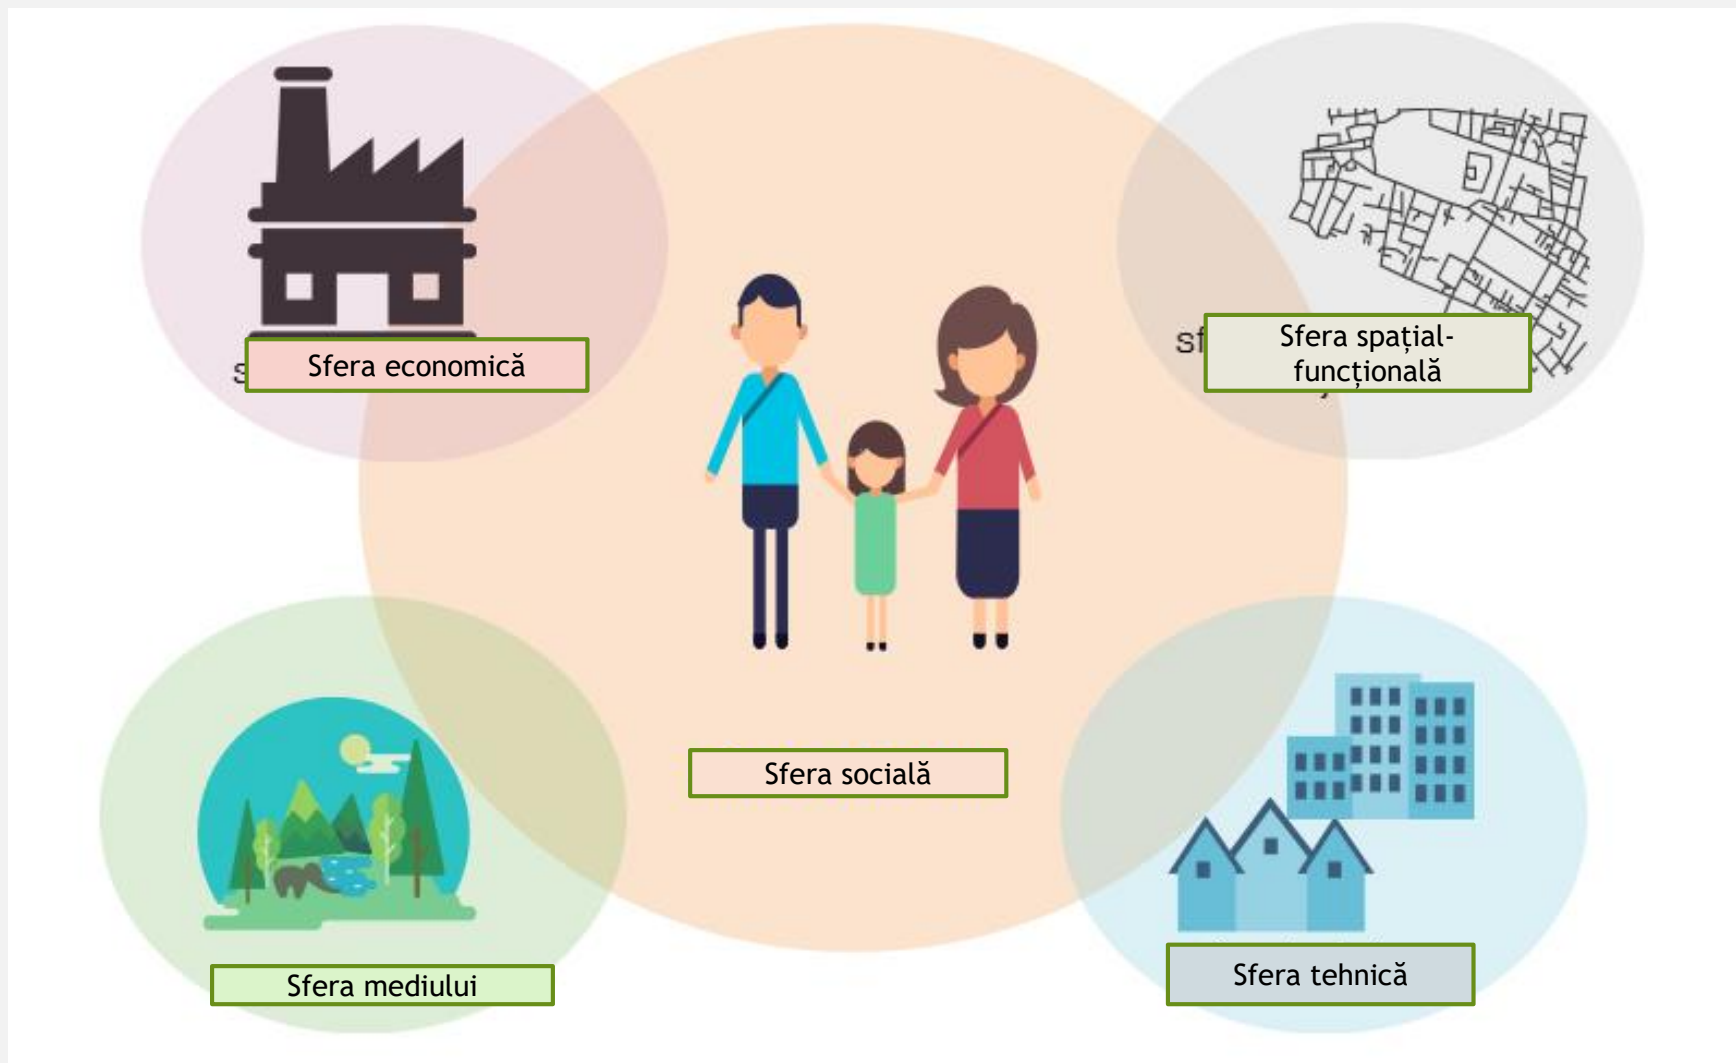 Sfera economică
Sfera spațial-
funcțională
Sfera socială
Sfera mediului
Sfera tehnică